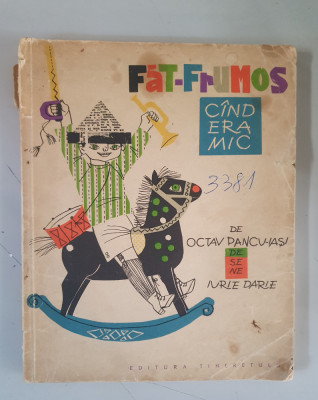 FĂT-FRUMOS
CÎND
ERA
MIC
3381
DE
OCTAV PANCU-IAȘI
DE
SE
NE
IURIE DARIE
EDITURA TINERETULUI